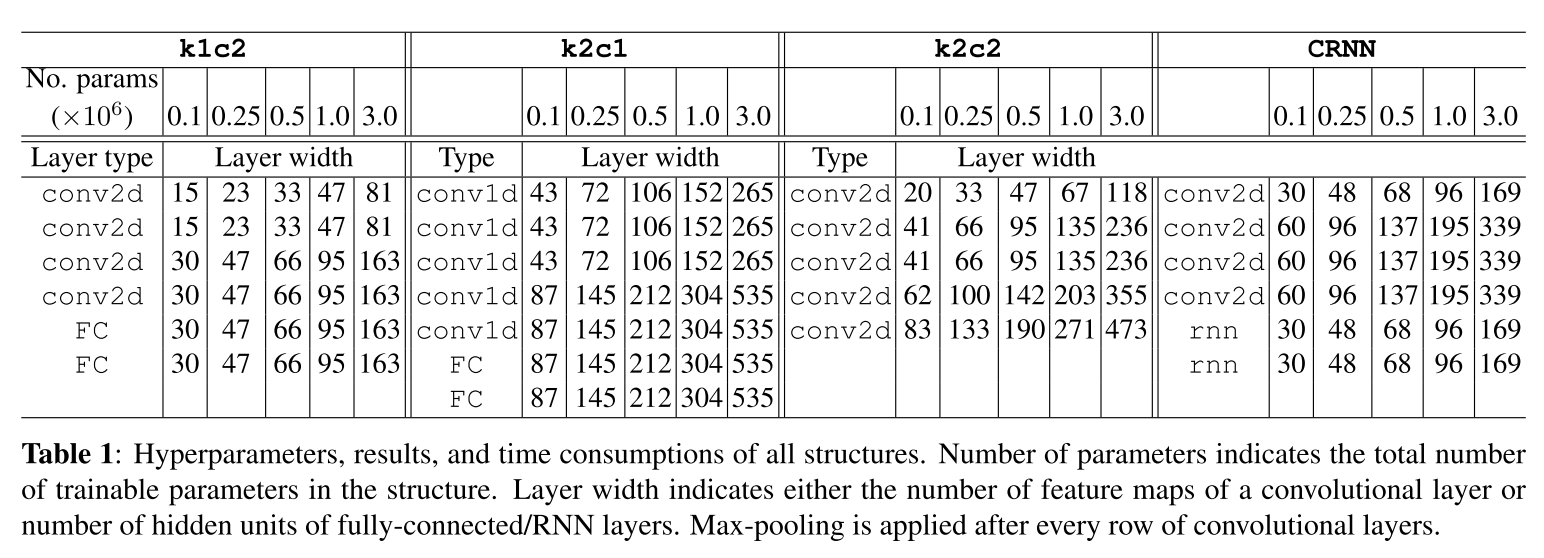 k1c2 k2c1 k2c2 CRNN
No. params
(×10⁶) 0.1 0.25 0.5 1.0 3.0 0.1 0.25 0.5 1.0 3.0 0.1 0.25 0.5 1.0 3.0 0.1 0.25 0.5 1.0 3.0
Layer type Layer width Type Layer width Type Layer width
conv2d 15 23 33 47 81 conv1d 43 72 106 152 265 conv2d 20 33 47 67 118 conv2d 30 48 68 96 169
conv2d 15 23 33 47 81 conv1d 43 72 106 152 265 conv2d 41 66 95 135 236 conv2d 60 96 137 195 339
conv2d 30 47 66 95 163 conv1d 43 72 106 152 265 conv2d 41 66 95 135 236 conv2d 60 96 137 195 339
conv2d 30 47 66 95 163 conv1d 87 145 212 304 535 conv2d 62 100 142 203 355 conv2d 60 96 137 195 339
FC 30 47 66 95 163 conv1d 87 145 212 304 535 conv2d 83 133 190 271 473 rnn 30 48 68 96 169
FC 30 47 66 95 163 FC 87 145 212 304 535 rnn 30 48 68 96 169
FC 87 145 212 304 535
Table 1: Hyperparameters, results, and time consumptions of all structures. Number of parameters indicates the total number
of trainable parameters in the structure. Layer width indicates either the number of feature maps of a convolutional layer or
number of hidden units of fully-connected/RNN layers. Max-pooling is applied after every row of convolutional layers.